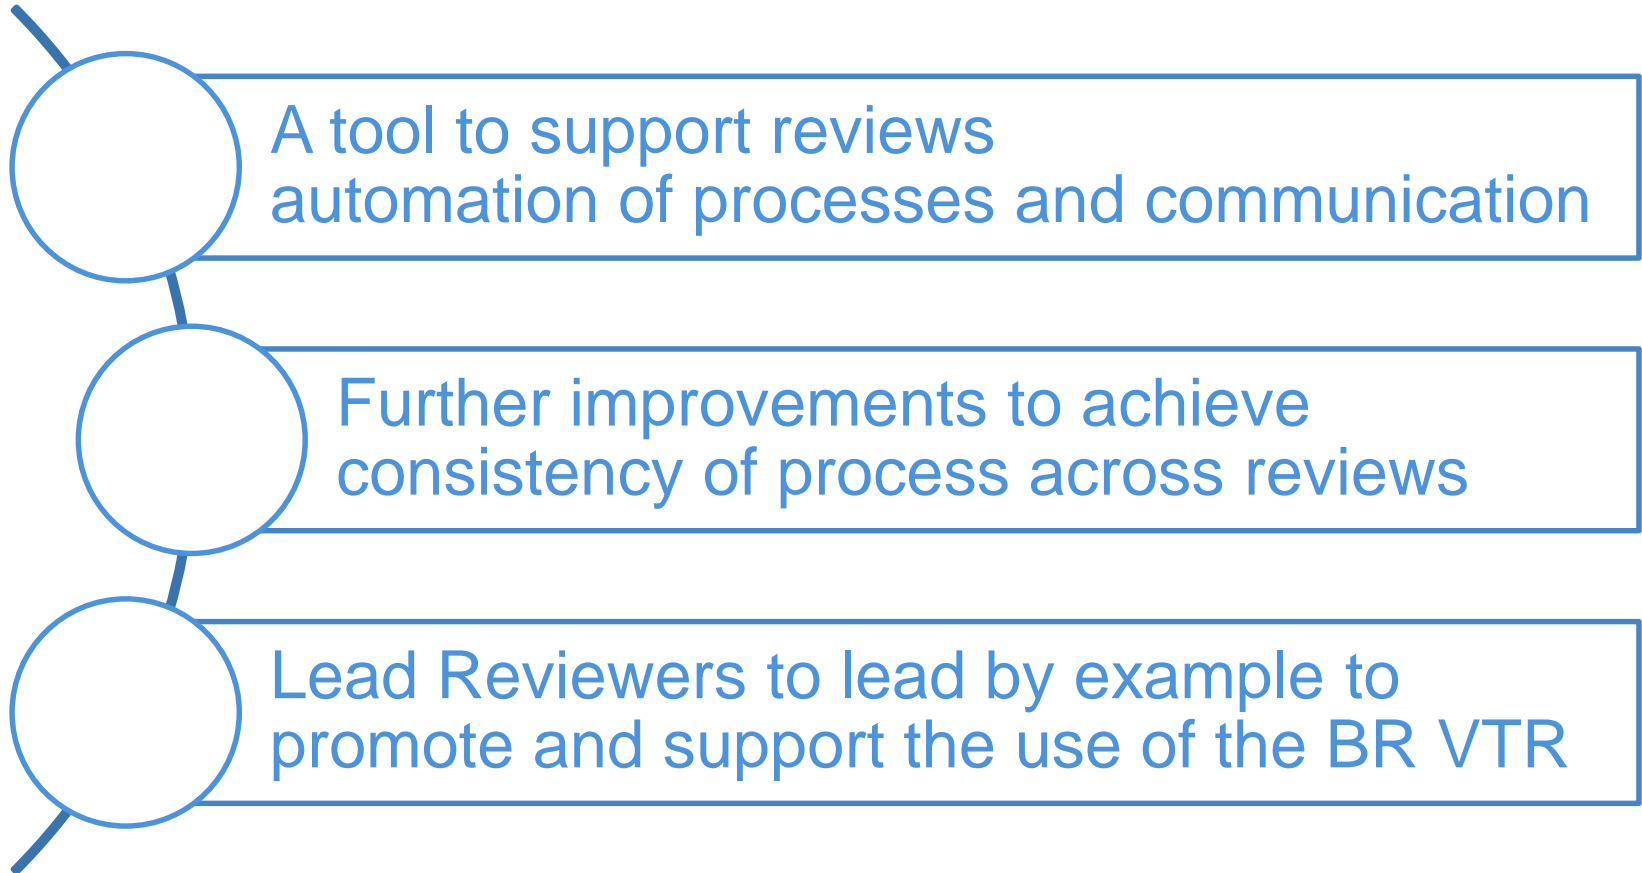 A tool to support reviews
automation of processes and communication
Further improvements to achieve
consistency of process across reviews
Lead Reviewers to lead by example to
promote and support the use of the BR VTR